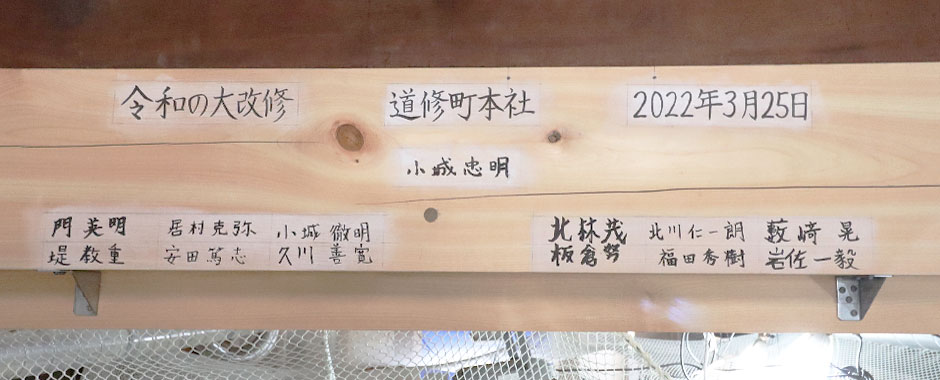 令和の大改修 道修町本社 2022年3月25日
小城忠明
門 英明 居村克弥 小城 徹明 北林茂 北川仁一朗 藪﨑 晃
堤 教重 安田篤志 久川 善寛 板倉努 福田秀樹 岩佐一毅